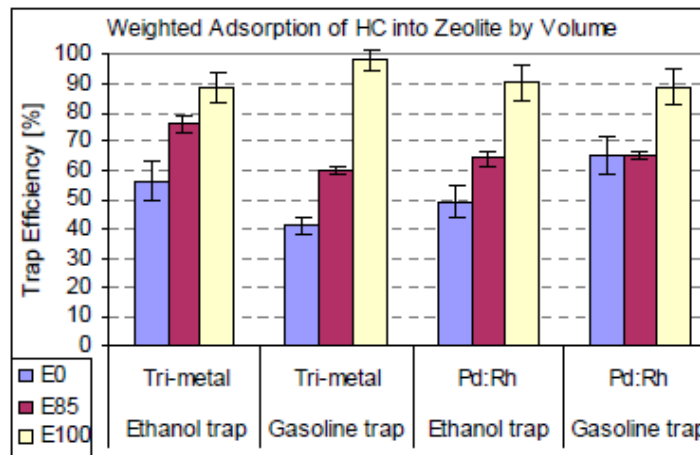 Weighted Adsorption of HC into Zeolite by Volume
Trap Efficiency [%]
100
90
80
70
60
50
40
30
20
10
0
E0
E85
E100
Tri-metal Tri-metal Pd:Rh Pd:Rh
Ethanol trap Gasoline trap Ethanol trap Gasoline trap